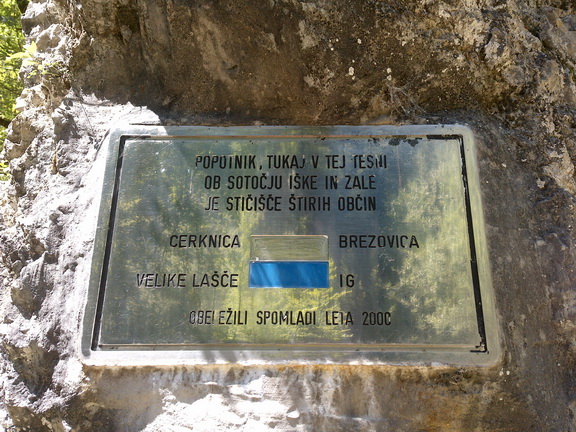 POPOTNIK, TUKAJ V TEJ TESNI
OB SOTOČJU IŠKE IN ZALE
JE STIČIŠČE ŠTIRIH OBČIN
CERKNICA BREZOVICA
VELIKE LAŠČE IG
OBELEŽILI SPOMLADI LETA 2000